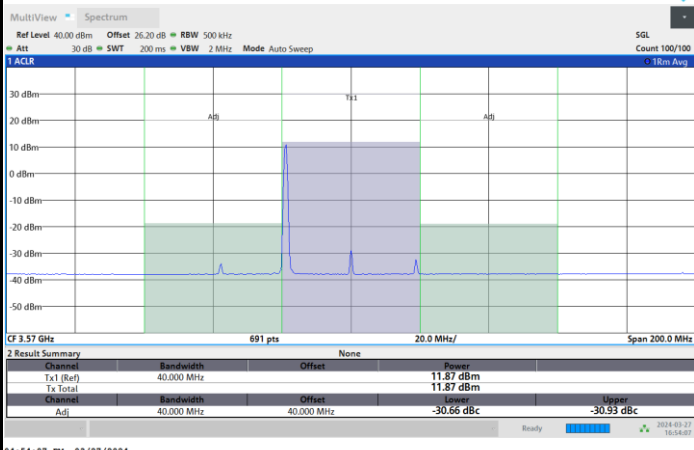 MultiView Spectrum
Ref Level 40.00 dBm Offset 26.20 dB RBW 500 kHz SGL
Att 30 dB SWT 200 ms VBW 2 MHz Mode Auto Sweep Count 100/100
1 ACLR 1Rm Avg
30 dBm
Tx1
20 dBm
Adj Adj
10 dBm
0 dBm
-10 dBm
-20 dBm
-30 dBm
-40 dBm
-50 dBm
CF 3.57 GHz 691 pts 20.0 MHz/ Span 200.0 MHz
2 Result Summary None
Channel Bandwidth Offset Power
Tx1 (Ref) 40.000 MHz 11.87 dBm
Tx Total 11.87 dBm
Channel Bandwidth Offset Lower Upper
Adj 40.000 MHz 40.000 MHz -30.66 dBc -30.93 dBc
Ready 2024-03-27
16:54:07